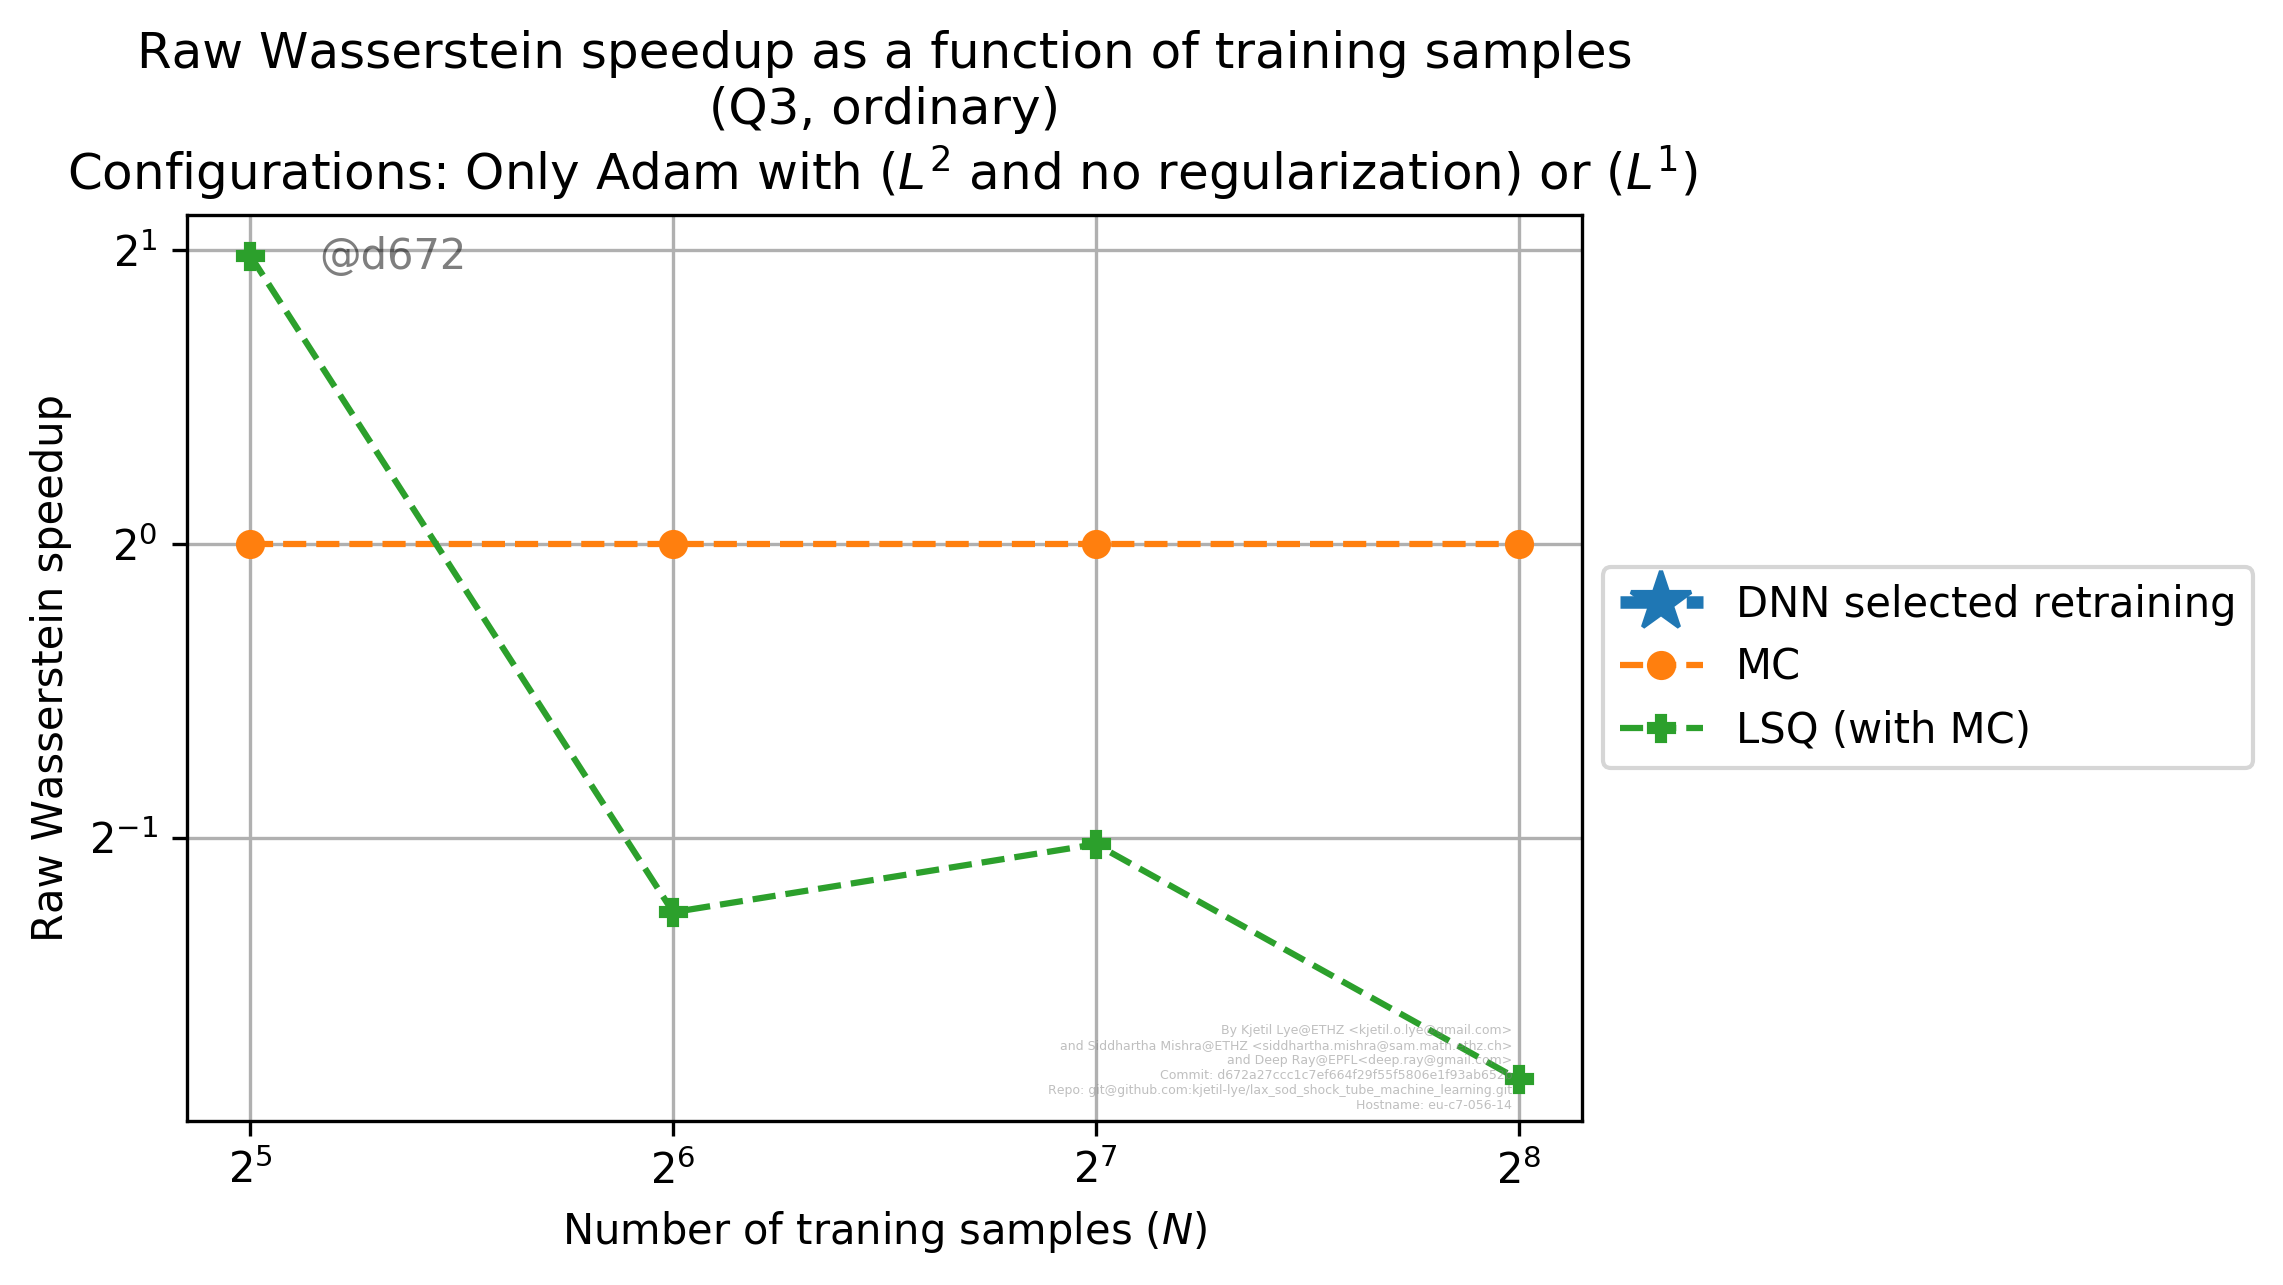 Raw Wasserstein speedup as a function of training samples
(Q3, ordinary)
Configurations: Only Adam with (L² and no regularization) or (L¹)
@d672
2¹
2⁰
2⁻¹
Raw Wasserstein speedup
DNN selected retraining
MC
LSQ (with MC)
By Kjetil Lye@ETHZ <kjetil.o.lye@gmail.com>
and Siddhartha Mishra@ETHZ <siddhartha.mishra@sam.math.ethz.ch>
and Deep Ray@EPFL<deep.ray@gmail.com>
Commit:
Repo: git@github.com:kjetil-lye/lax_sod_shock_tube_machine_learning.git
Hostname: eu-c7-056-14
2⁵ 2⁶ 2⁷ 2⁸
Number of traning samples (N)